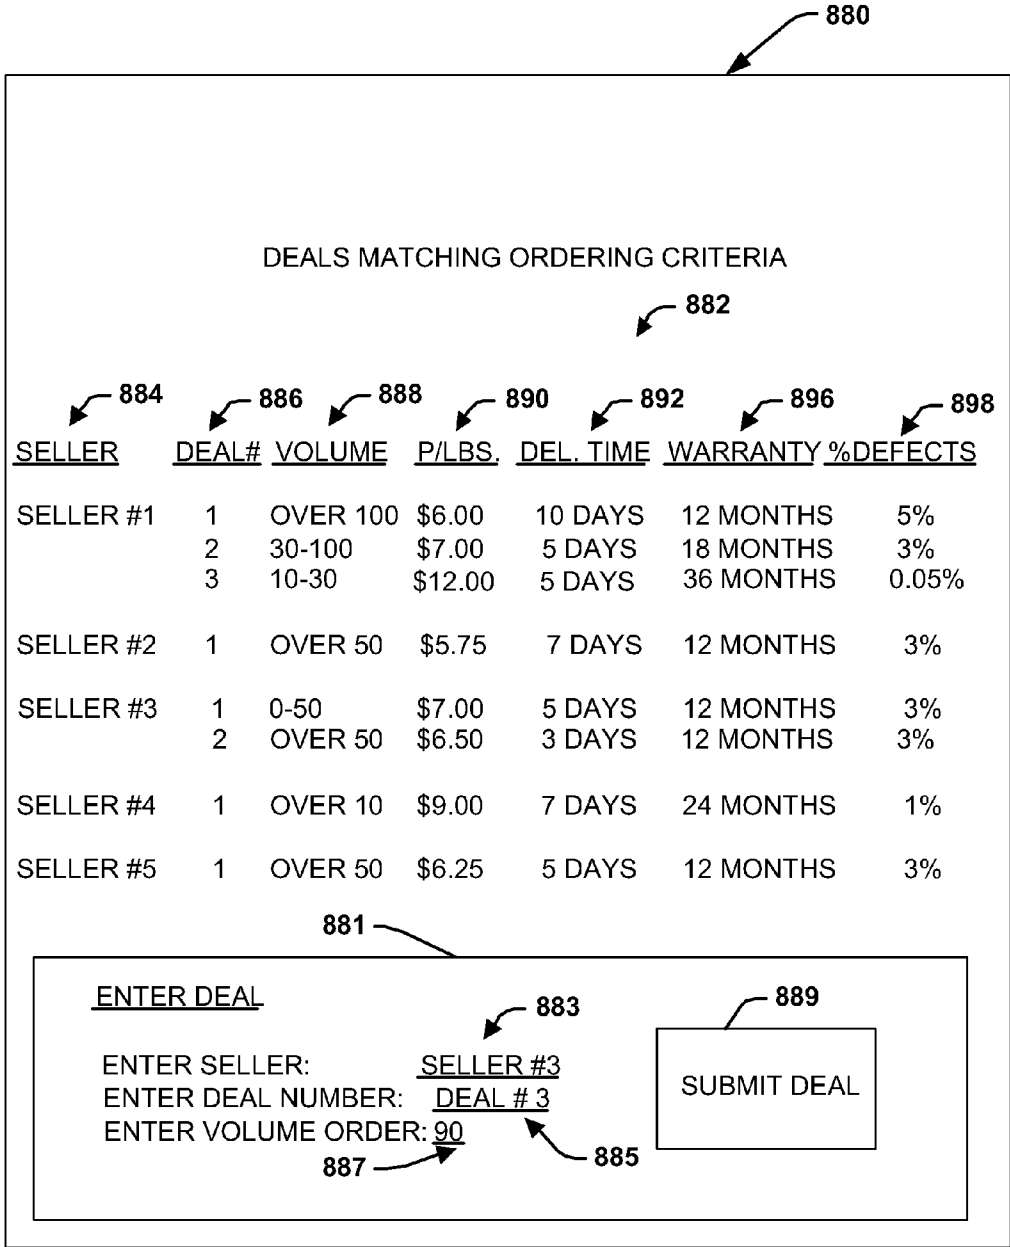 880
DEALS MATCHING ORDERING CRITERIA
882
884 886 888 890 892 896 898
SELLER DEAL# VOLUME P/LBS. DEL. TIME WARRANTY %DEFECTS
SELLER #1 1 OVER 100 $6.00 10 DAYS 12 MONTHS 5%
2 30-100 $7.00 5 DAYS 18 MONTHS 3%
3 10-30 $12.00 5 DAYS 36 MONTHS 0.05%
SELLER #2 1 OVER 50 $5.75 7 DAYS 12 MONTHS 3%
SELLER #3 1 0-50 $7.00 5 DAYS 12 MONTHS 3%
2 OVER 50 $6.50 3 DAYS 12 MONTHS 3%
SELLER #4 1 OVER 10 $9.00 7 DAYS 24 MONTHS 1%
SELLER #5 1 OVER 50 $6.25 5 DAYS 12 MONTHS 3%
881
ENTER DEAL
883
889
ENTER SELLER: SELLER #3
ENTER DEAL NUMBER: DEAL # 3
ENTER VOLUME ORDER: 90
SUBMIT DEAL
887
885